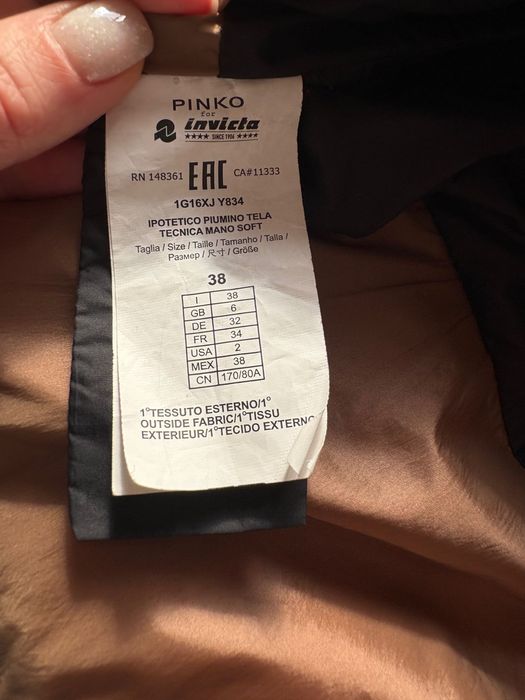 PINKO
for
invicta
SINCE 1906
RN 148361 EAC CA#11333
1G16XJ Y834
IPOTETICO PIUMINO TELA
TECNICA MANO SOFT
Taglia / Size / Taille / Tamanho / Talla /
Размер / 尺寸 / Größe
38
I 38
GB 6
DE 32
FR 34
USA 2
MEX 38
CN 170/80A
1°TESSUTO ESTERNO/1°
OUTSIDE FABRIC/1°TISSU
EXTERIEUR/1°TECIDO EXTERNO